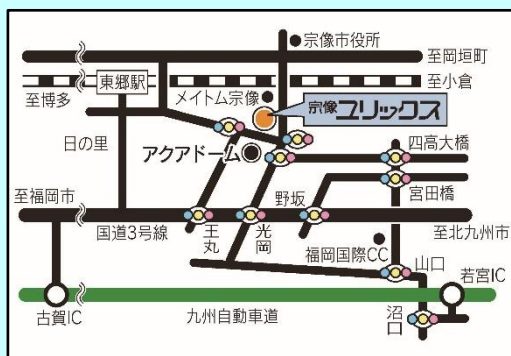 宗像市役所
至岡垣町
東郷駅
至小倉
至博多
メイトム宗像
宗像ユリックス
日の里
アクアドーム
四高大橋
宮田橋
至福岡市
野坂
国道3号線
王丸
光岡
至北九州市
福岡国際CC
山口
若宮IC
古賀IC
九州自動車道
沼口